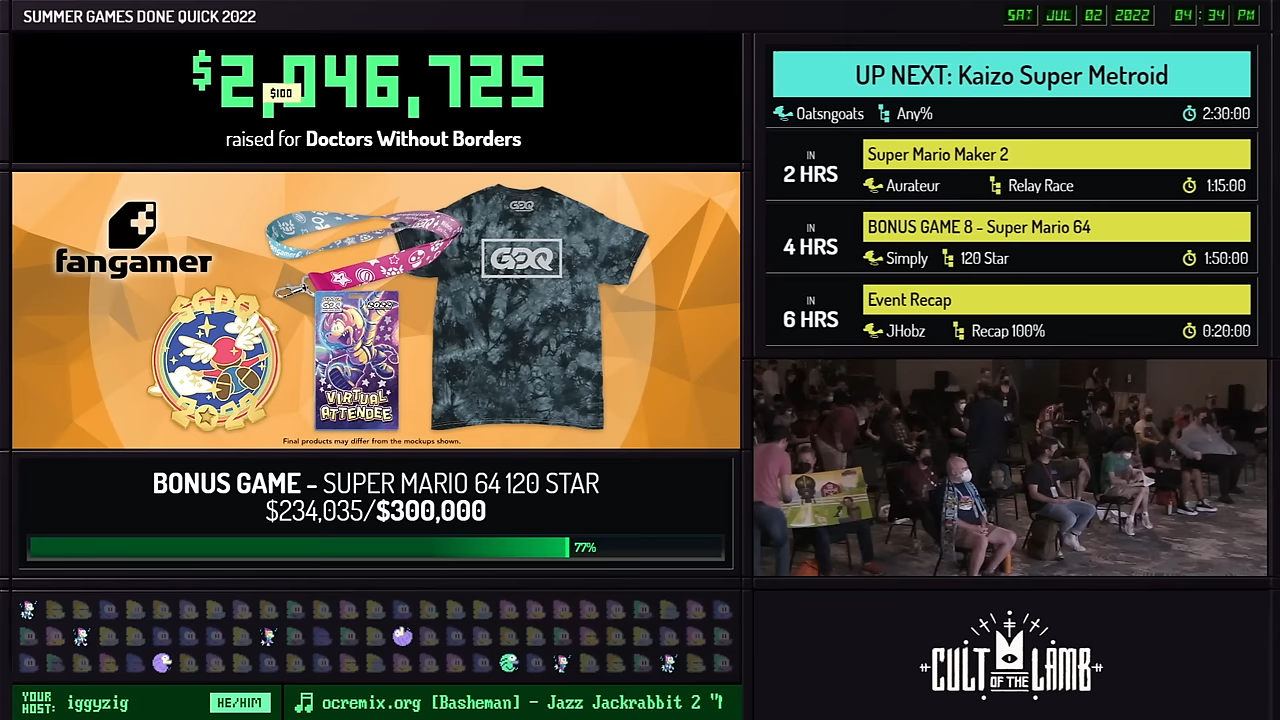 SUMMER GAMES DONE QUICK 2022
SAT JUL 02 2022 04:34 PM
$2,046,725
$100
raised for Doctors Without Borders
fangamer
SGDQ
2022
GDQ
GDQ
VIRTUAL
ATTENDEE
Final products may differ from the mockups shown.
BONUS GAME - SUPER MARIO 64 120 STAR
$234,035/$300,000
77%
UP NEXT: Kaizo Super Metroid
Oatsngoats Any% 2:30:00
IN
2 HRS
Super Mario Maker 2
Aurateur Relay Race 1:15:00
IN
4 HRS
BONUS GAME 8 - Super Mario 64
Simply 120 Star 1:50:00
IN
6 HRS
Event Recap
JHobz Recap 100% 0:20:00
CULT OF THE LAMB
YOUR HOST: iggyzig HE/HIM
ocremix.org [Basheman] - Jazz Jackrabbit 2 "